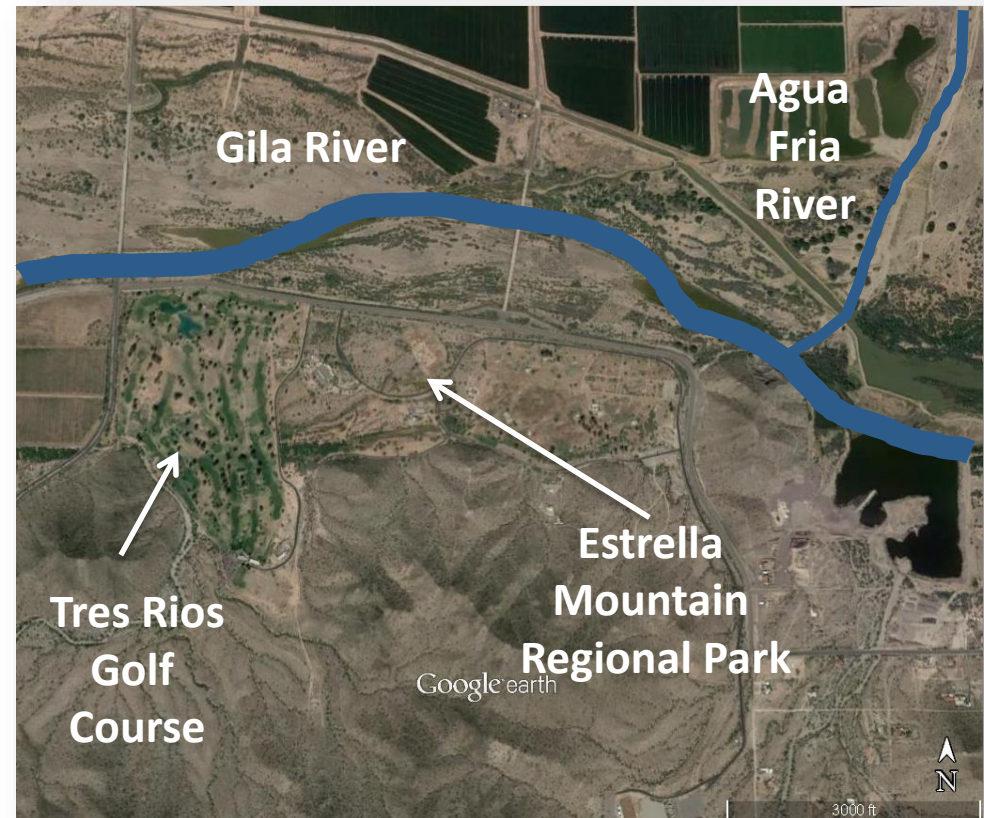 Agua
Fria
River
Gila River
Estrella
Mountain
Regional Park
Tres Rios
Golf
Course
Google earth
N
3000 ft